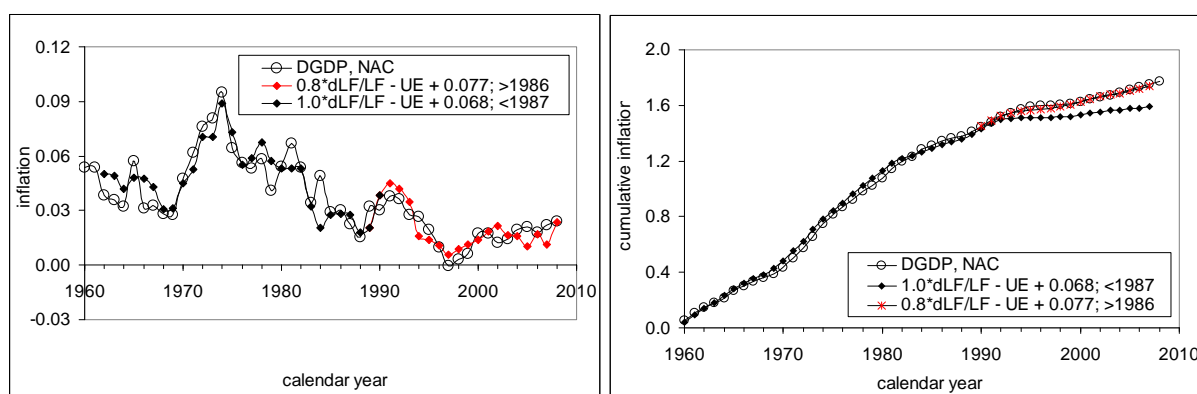 0.12
0.09
0.06
0.03
0.00
-0.03
inflation
DGDP, NAC
0.8*dLF/LF - UE + 0.077; >1986
1.0*dLF/LF - UE + 0.068; <1987
1960 1970 1980 1990 2000 2010
calendar year
2.0
1.6
1.2
0.8
0.4
0.0
cumulative inflatior
DGDP, NAC
1.0*dLF/LF - UE + 0.068; <1987
0.8*dLF/LF - UE + 0.077; >1986
1960 1970 1980 1990 2000 2010
calendar year